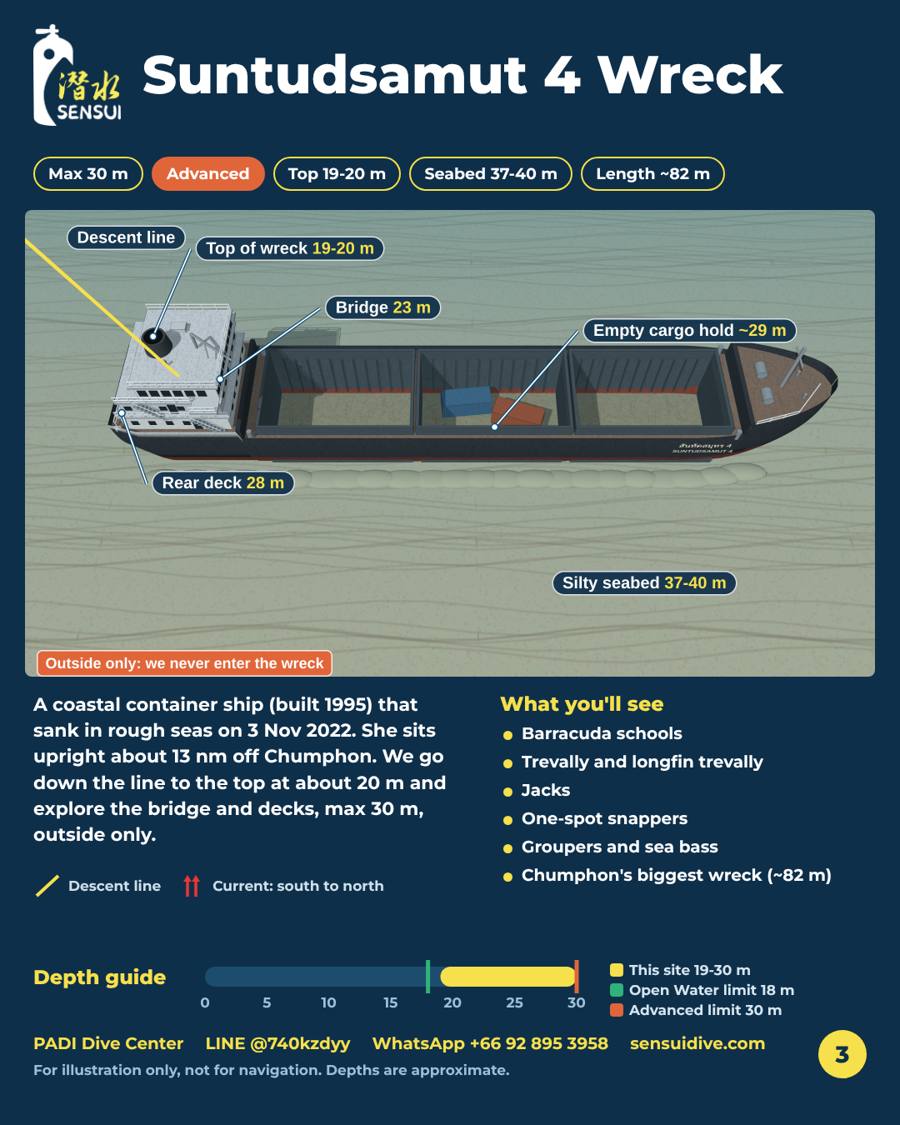 潜水
SENSUI
Suntudsamut 4 Wreck
Max 30 m
Advanced
Top 19-20 m
Seabed 37-40 m
Length ~82 m
Descent line
Top of wreck 19-20 m
Bridge 23 m
Empty cargo hold ~29 m
SUNTUDSAMUT 4
Rear deck 28 m
Silty seabed 37-40 m
Outside only: we never enter the wreck
A coastal container ship (built 1995) that
sank in rough seas on 3 Nov 2022. She sits
upright about 13 nm off Chumphon. We go
down the line to the top at about 20 m and
explore the bridge and decks, max 30 m,
outside only.
Descent line
Current: south to north
What you'll see
Barracuda schools
Trevally and longfin trevally
Jacks
One-spot snappers
Groupers and sea bass
Chumphon's biggest wreck (~82 m)
Depth guide
0 5 10 15 20 25 30
This site 19-30 m
Open Water limit 18 m
Advanced limit 30 m
PADI Dive Center LINE @740kzdyy WhatsApp +66 92 895 3958 sensuidive.com
For illustration only, not for navigation. Depths are approximate.
3